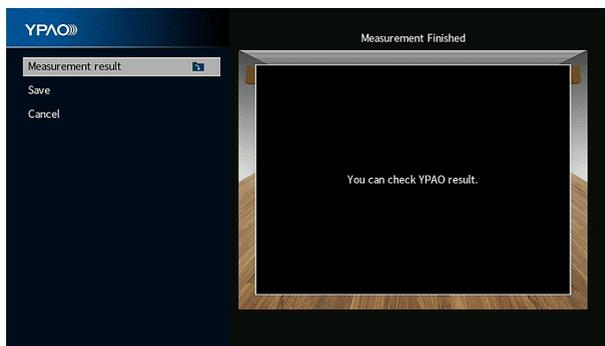 YPAO
Measurement Finished
Measurement result
Save
Cancel
You can check YPAO result.